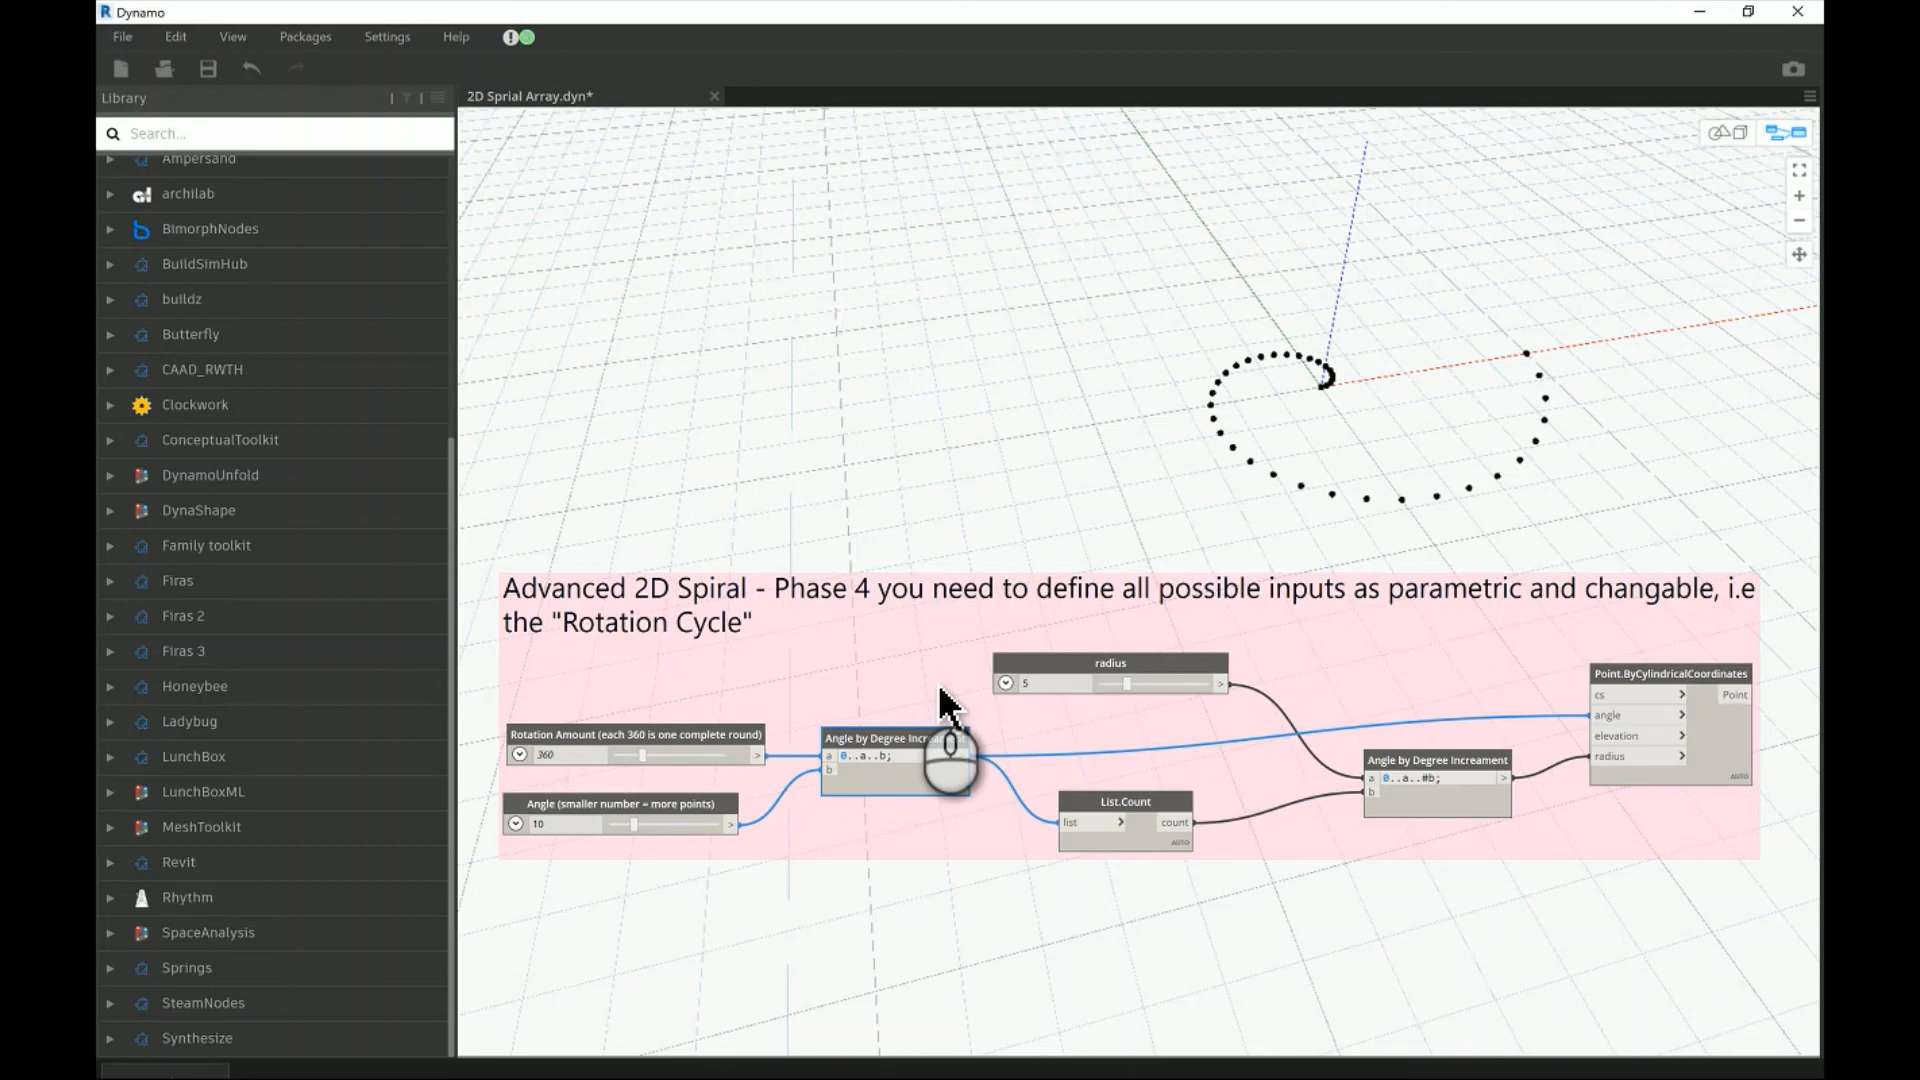 Dynamo
File Edit View Packages Settings Help
Library
2D Sprial Array.dyn*
Search...
Ampersand
archilab
BimorphNodes
BuildSimHub
buildz
Butterfly
CAAD_RWTH
Clockwork
ConceptualToolkit
DynamoUnfold
DynaShape
Family toolkit
Firas
Firas 2
Firas 3
Honeybee
Ladybug
LunchBox
LunchBoxML
MeshToolkit
Revit
Rhythm
SpaceAnalysis
Springs
SteamNodes
Synthesize
Advanced 2D Spiral - Phase 4 you need to define all possible inputs as parametric and changable, i.e
the "Rotation Cycle"
radius
5 >
Rotation Amount (each 360 is one complete round)
360 >
Angle (smaller number = more points)
10 >
Angle by Degree
a 0..a..b;
b
List.Count
list > count
AUTO
Angle by Degree Increament
a 0..a..#b; >
b
Point.ByCylindricalCoordinates
cs > Point
angle >
elevation >
radius >
AUTO